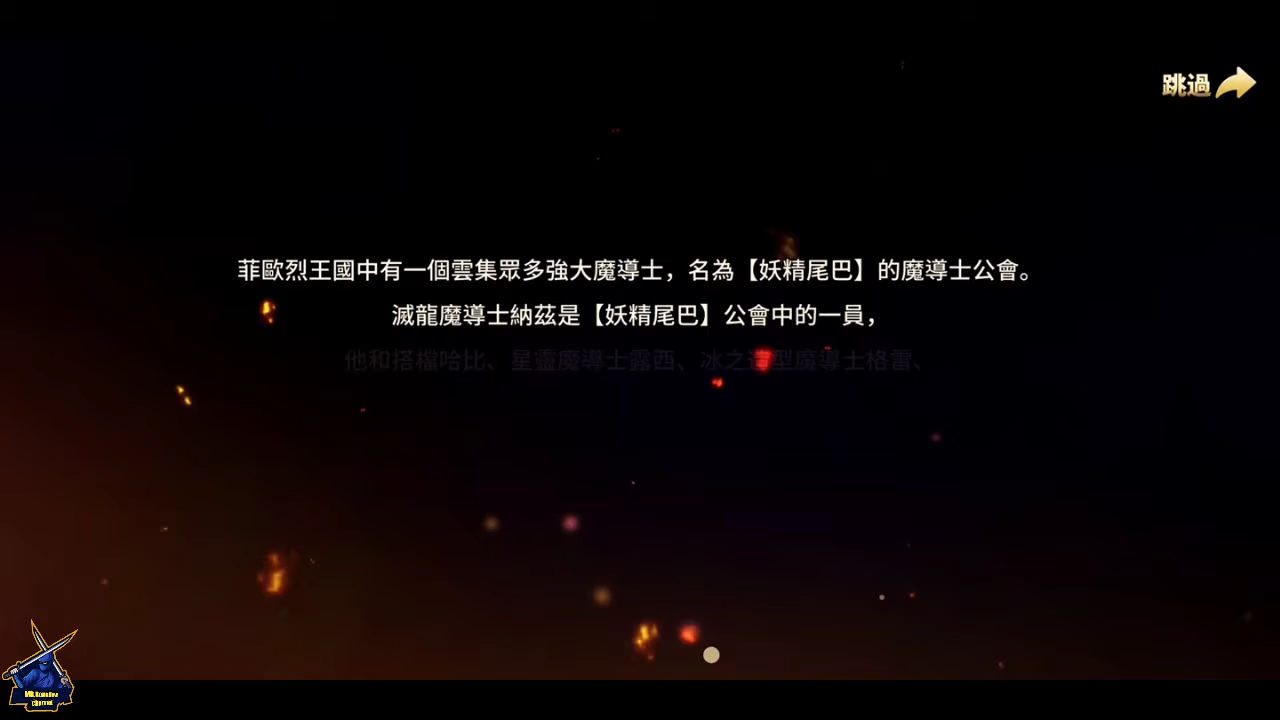 跳過
菲歐烈王國中有一個雲集眾多強大魔導士，名為【妖精尾巴】的魔導士公會。
滅龍魔導士納茲是【妖精尾巴】公會中的一員，
他和搭檔哈比、星靈魔導士露西、冰之造型魔導士格雷、